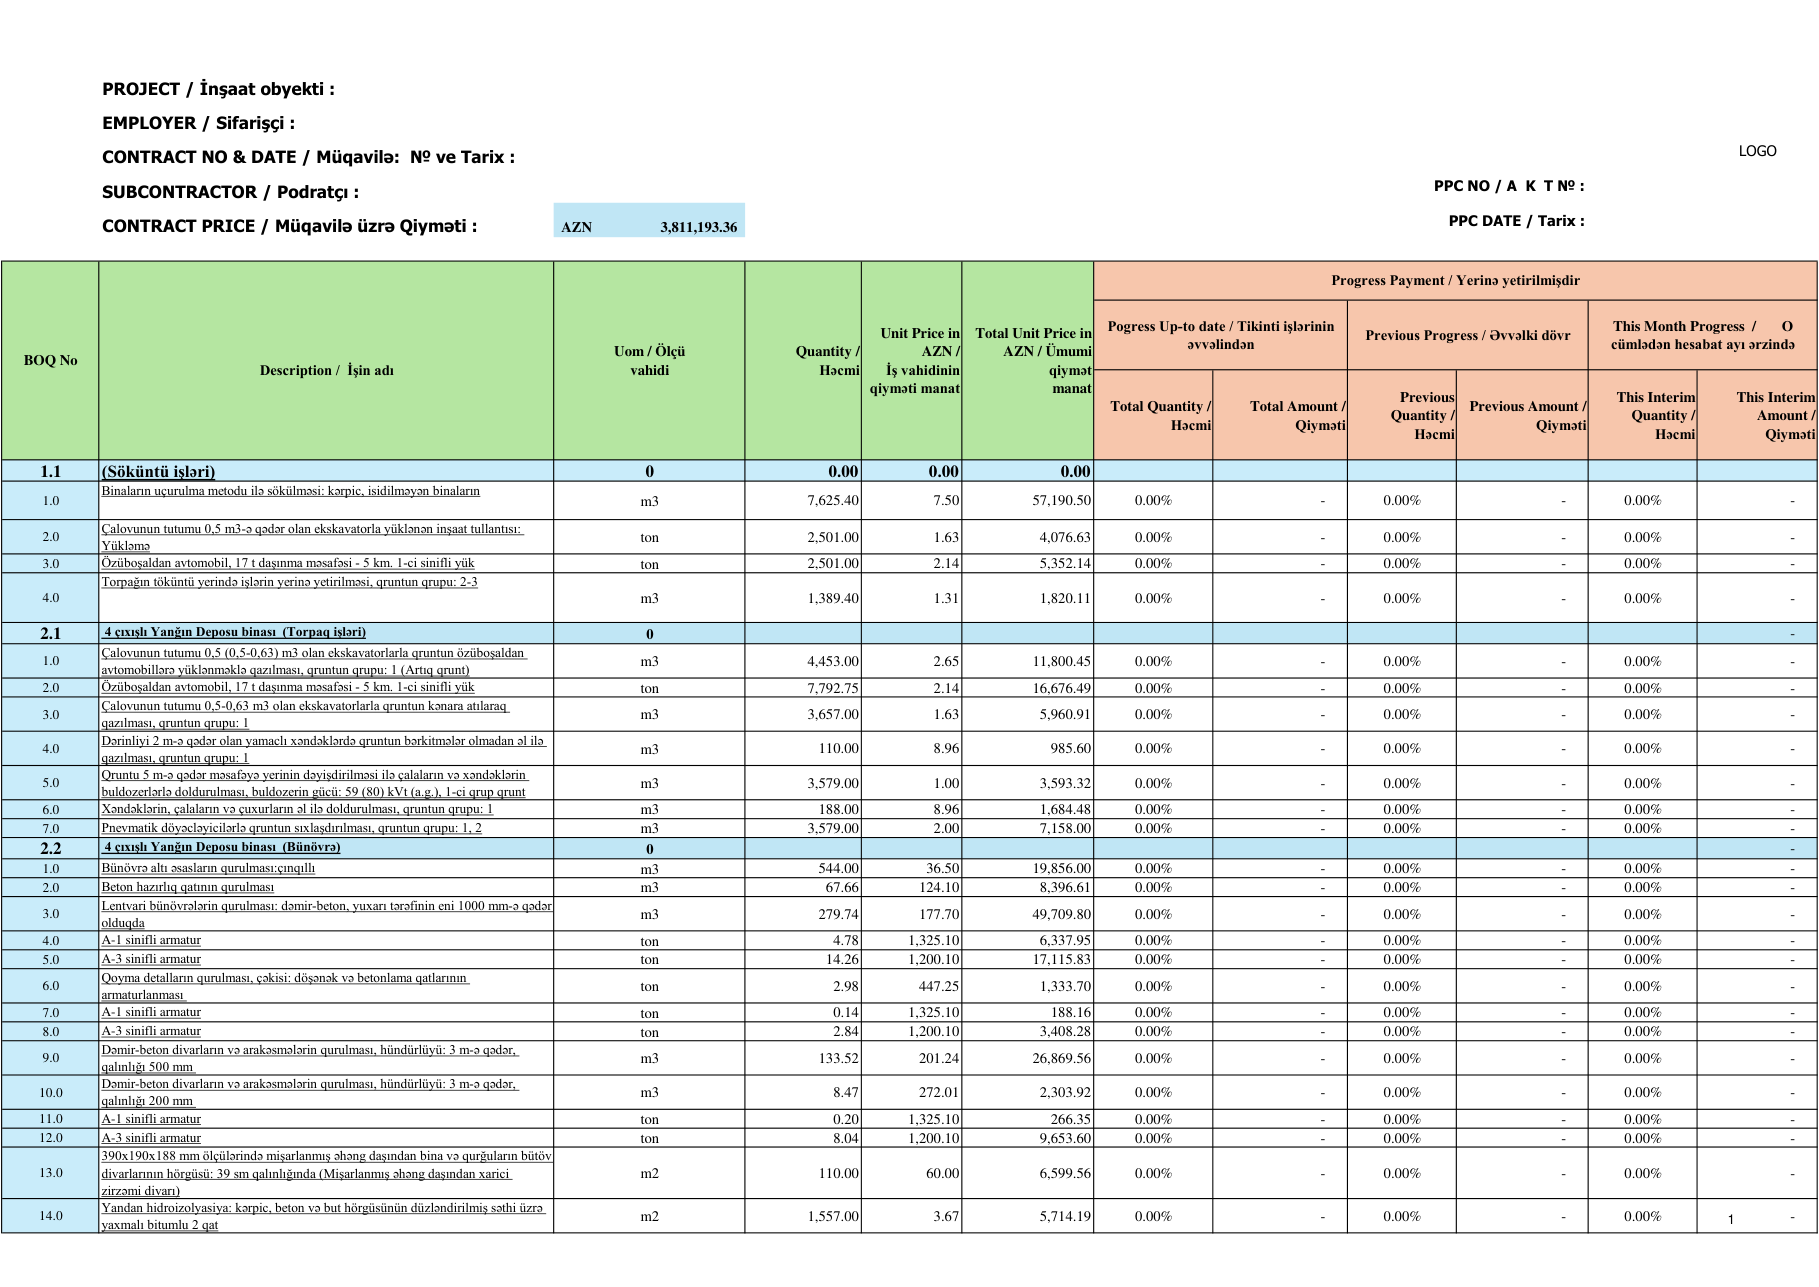 PROJECT / İnşaat obyekti :
EMPLOYER / Sifarişçi :
CONTRACT NO & DATE / Müqavilə:  Nº ve Tarix :
LOGO
SUBCONTRACTOR / Podratçı :
PPC NO / A  K  T Nº :
CONTRACT PRICE / Müqavilə üzrə Qiyməti :
AZN 3,811,193.36
PPC DATE / Tarix :
BOQ No
Description /  İşin adı
Uom / Ölçü
vahidi
Quantity /
Həcmi
Unit Price in
AZN /
İş vahidinin
qiyməti manat
Total Unit Price in
AZN / Ümumi
qiymət
manat
Progress Payment / Yerinə yetirilmişdir
Pogress Up-to date / Tikinti işlərinin
əvvəlindən
Previous Progress / Əvvəlki dövr
This Month Progress  /      O
cümlədən hesabat ayı ərzində
Total Quantity /
Həcmi
Total Amount /
Qiyməti
Previous
Quantity /
Həcmi
Previous Amount /
Qiyməti
This Interim
Quantity /
Həcmi
This Interim
Amount /
Qiyməti
1.1 (Söküntü işləri) 0 0.00 0.00 0.00
1.0 Binaların uçurulma metodu ilə sökülməsi: kərpic, isidilməyən binaların m3 7,625.40 7.50 57,190.50 0.00% - 0.00% - 0.00% -
2.0 Çalovunun tutumu 0,5 m3-ə qədər olan ekskavatorla yüklənən inşaat tullantısı:
Yükləmə ton 2,501.00 1.63 4,076.63 0.00% - 0.00% - 0.00% -
3.0 Özüboşaldan avtomobil, 17 t daşınma məsafəsi - 5 km. 1-ci sinifli yük ton 2,501.00 2.14 5,352.14 0.00% - 0.00% - 0.00% -
4.0 Torpağın töküntü yerində işlərin yerinə yetirilməsi, qruntun qrupu: 2-3 m3 1,389.40 1.31 1,820.11 0.00% - 0.00% - 0.00% -
2.1 4 çıxışlı Yanğın Deposu binası  (Torpaq işləri) 0 -
1.0 Çalovunun tutumu 0,5 (0,5-0,63) m3 olan ekskavatorlarla qruntun özüboşaldan
avtomobillərə yüklənməklə qazılması, qruntun qrupu: 1 (Artıq qrunt) m3 4,453.00 2.65 11,800.45 0.00% - 0.00% - 0.00% -
2.0 Özüboşaldan avtomobil, 17 t daşınma məsafəsi - 5 km. 1-ci sinifli yük ton 7,792.75 2.14 16,676.49 0.00% - 0.00% - 0.00% -
3.0 Çalovunun tutumu 0,5-0,63 m3 olan ekskavatorlarla qruntun kənara atılaraq
qazılması, qruntun qrupu: 1 m3 3,657.00 1.63 5,960.91 0.00% - 0.00% - 0.00% -
4.0 Dərinliyi 2 m-ə qədər olan yamaclı xəndəklərdə qruntun bərkitmələr olmadan əl ilə
qazılması, qruntun qrupu: 1 m3 110.00 8.96 985.60 0.00% - 0.00% - 0.00% -
5.0 Qruntu 5 m-ə qədər məsafəyə yerinin dəyişdirilməsi ilə çalaların və xəndəklərin
buldozerlərlə doldurulması, buldozerin gücü: 59 (80) kVt (a.g.), 1-ci qrup qrunt m3 3,579.00 1.00 3,593.32 0.00% - 0.00% - 0.00% -
6.0 Xəndəklərin, çalaların və çuxurların əl ilə doldurulması, qruntun qrupu: 1 m3 188.00 8.96 1,684.48 0.00% - 0.00% - 0.00% -
7.0 Pnevmatik döyəcləyicilərlə qruntun sıxlaşdırılması, qruntun qrupu: 1, 2 m3 3,579.00 2.00 7,158.00 0.00% - 0.00% - 0.00% -
2.2 4 çıxışlı Yanğın Deposu binası  (Bünövrə) 0 -
1.0 Bünövrə altı əsasların qurulması:çınqıllı m3 544.00 36.50 19,856.00 0.00% - 0.00% - 0.00% -
2.0 Beton hazırlıq qatının qurulması m3 67.66 124.10 8,396.61 0.00% - 0.00% - 0.00% -
3.0 Lentvari bünövrələrin qurulması: dəmir-beton, yuxarı tərəfinin eni 1000 mm-ə qədər
olduqda m3 279.74 177.70 49,709.80 0.00% - 0.00% - 0.00% -
4.0 A-1 sinifli armatur ton 4.78 1,325.10 6,337.95 0.00% - 0.00% - 0.00% -
5.0 A-3 sinifli armatur ton 14.26 1,200.10 17,115.83 0.00% - 0.00% - 0.00% -
6.0 Qoyma detalların qurulması, çəkisi: döşənək və betonlama qatlarının
armaturlanması ton 2.98 447.25 1,333.70 0.00% - 0.00% - 0.00% -
7.0 A-1 sinifli armatur ton 0.14 1,325.10 188.16 0.00% - 0.00% - 0.00% -
8.0 A-3 sinifli armatur ton 2.84 1,200.10 3,408.28 0.00% - 0.00% - 0.00% -
9.0 Dəmir-beton divarların və arakəsmələrin qurulması, hündürlüyü: 3 m-ə qədər,
qalınlığı 500 mm m3 133.52 201.24 26,869.56 0.00% - 0.00% - 0.00% -
10.0 Dəmir-beton divarların və arakəsmələrin qurulması, hündürlüyü: 3 m-ə qədər,
qalınlığı 200 mm m3 8.47 272.01 2,303.92 0.00% - 0.00% - 0.00% -
11.0 A-1 sinifli armatur ton 0.20 1,325.10 266.35 0.00% - 0.00% - 0.00% -
12.0 A-3 sinifli armatur ton 8.04 1,200.10 9,653.60 0.00% - 0.00% - 0.00% -
13.0 390x190x188 mm ölçülərində mişarlanmış əhəng daşından bina və qurğuların bütöv
divarlarının hörgüsü: 39 sm qalınlığında (Mişarlanmış əhəng daşından xarici
zirzəmi divarı) m2 110.00 60.00 6,599.56 0.00% - 0.00% - 0.00% -
14.0 Yandan hidroizolyasiya: kərpic, beton və but hörgüsünün düzləndirilmiş səthi üzrə
yaxmalı bitumlu 2 qat m2 1,557.00 3.67 5,714.19 0.00% - 0.00% - 0.00% 1 -